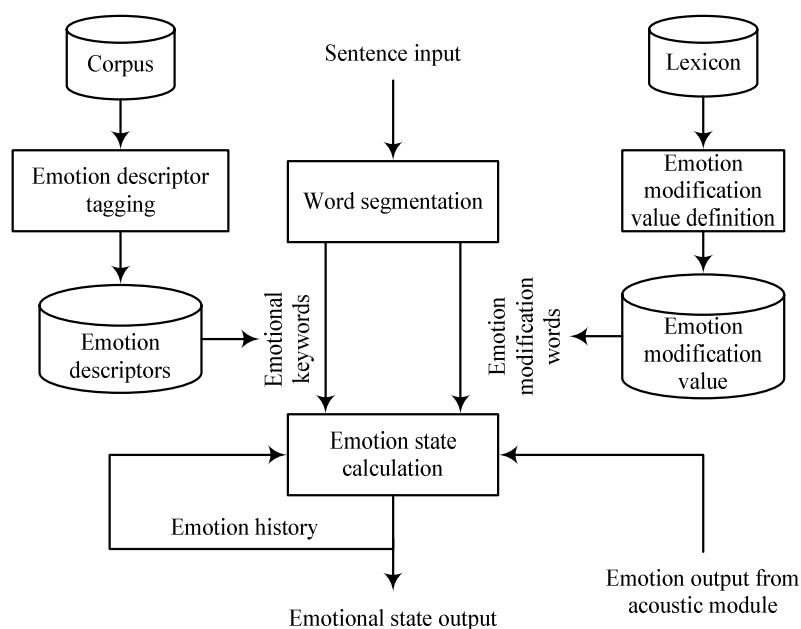 Corpus
Sentence input
Lexicon
Emotion descriptor
tagging
Word segmentation
Emotion
modification
value definition
Emotion
descriptors
Emotional
keywords
Emotion
modification
words
Emotion
modification
value
Emotion state
calculation
Emotion history
Emotion output from
acoustic module
Emotional state output